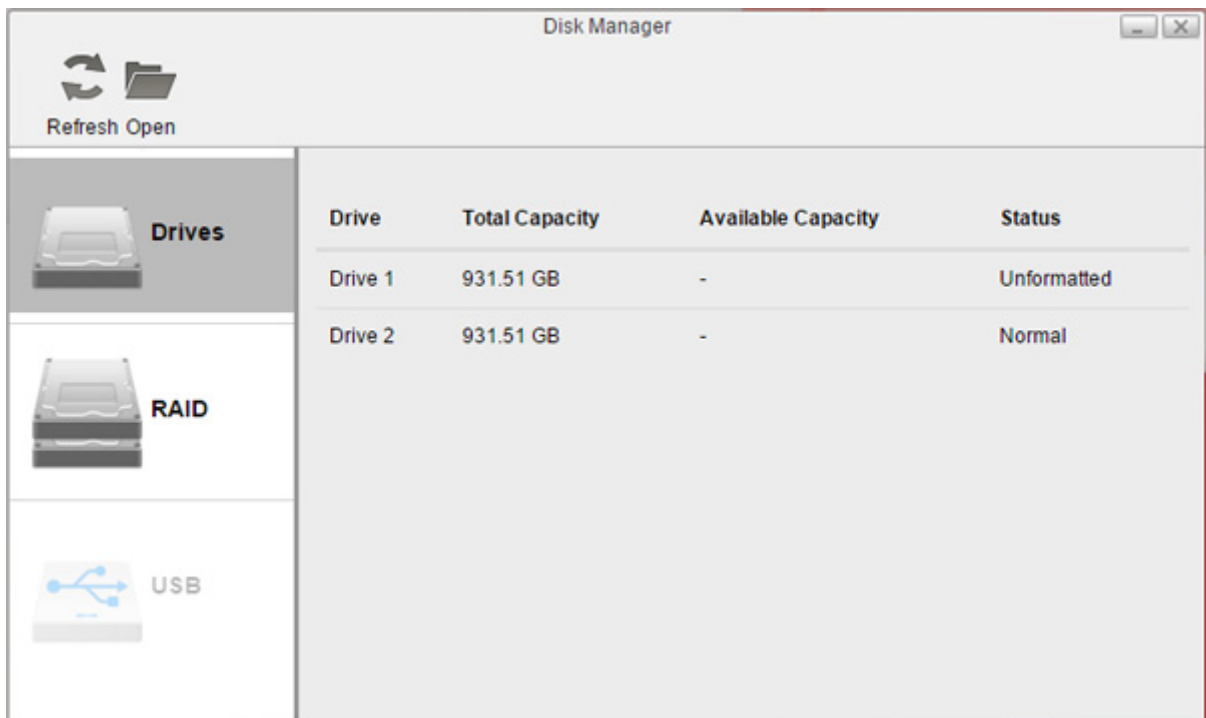 Disk Manager
Refresh Open
Drives
RAID
USB
Drive Total Capacity Available Capacity Status
Drive 1 931.51 GB - Unformatted
Drive 2 931.51 GB - Normal